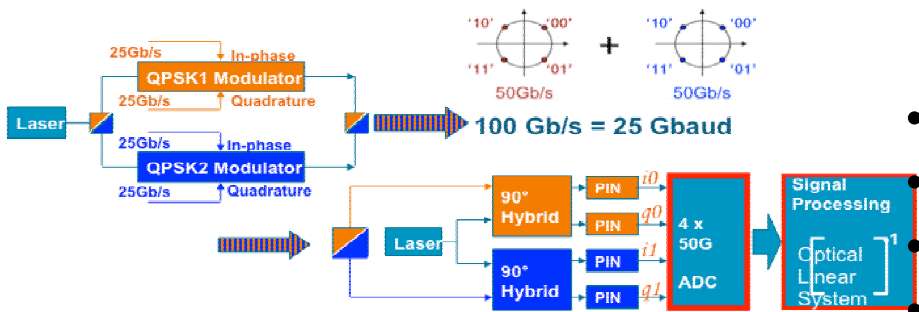 25Gb/s
In-phase
QPSK1 Modulator
25Gb/s
Quadrature
Laser
25Gb/s
In-phase
QPSK2 Modulator
25Gb/s
Quadrature
'10' '00'
'11' '01'
50Gb/s
+
'10' '00'
'11' '01'
50Gb/s
100 Gb/s = 25 Gbaud
Laser
90°
Hybrid
90°
Hybrid
PIN
i0
PIN
q0
PIN
i1
PIN
q1
4 x
50G
ADC
Signal
Processing
-1
Optical
Linear
System